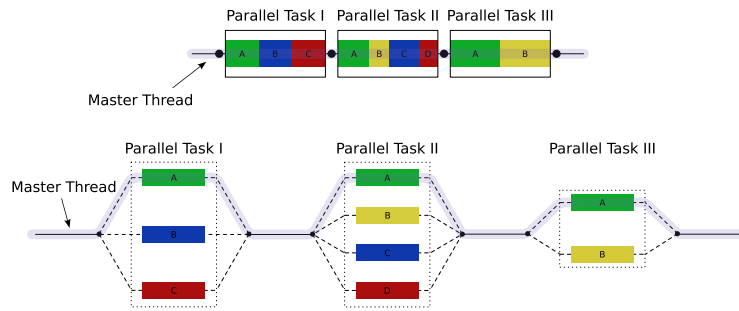 Parallel Task I Parallel Task II Parallel Task III
A B C A B C D A B
Master Thread
Parallel Task I Parallel Task II Parallel Task III
A A
Master Thread
A
B
B
C
B
C D